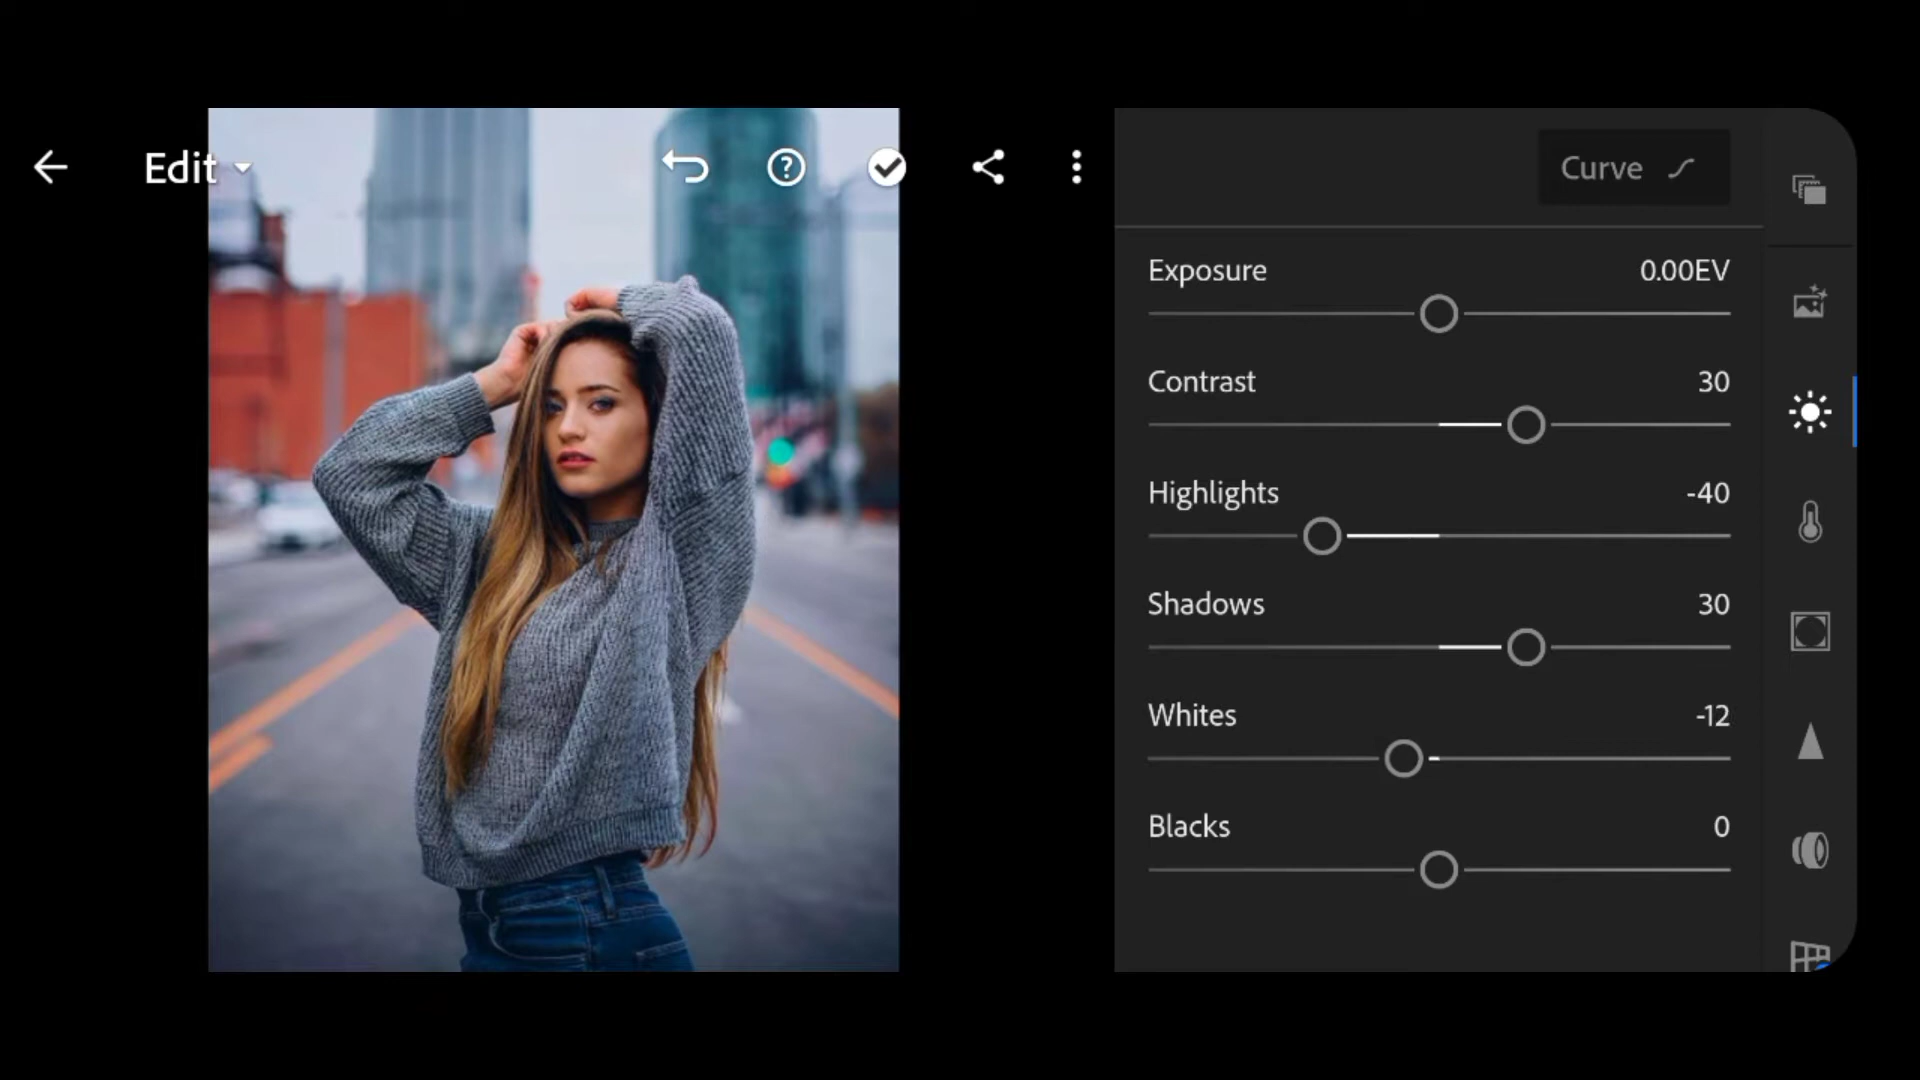 Edit
Curve
Exposure 0.00EV
Contrast 30
Highlights -40
Shadows 30
Whites -12
Blacks 0